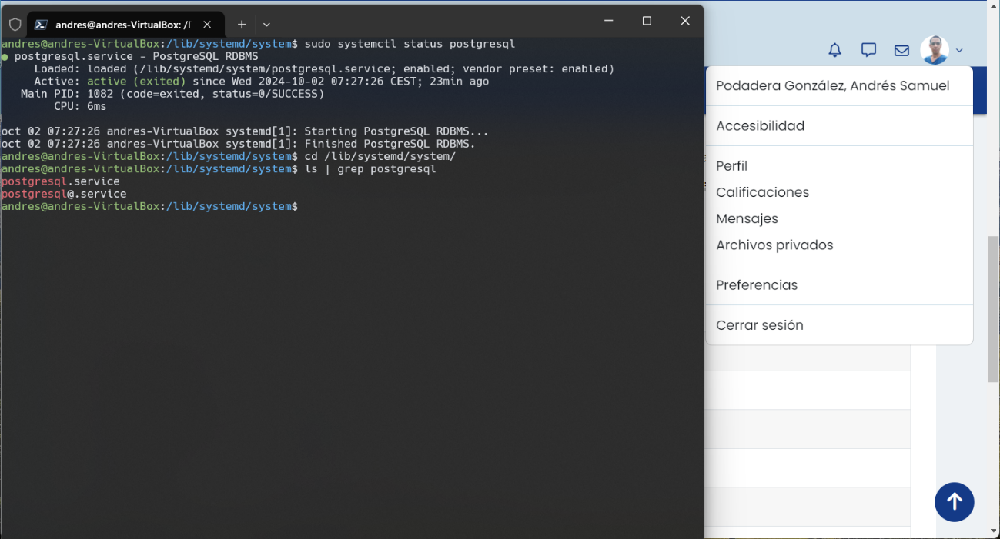 andres@andres-VirtualBox: /l
andres@andres-VirtualBox:/lib/systemd/system$ sudo systemctl status postgresql
● postgresql.service - PostgreSQL RDBMS
Loaded: loaded (/lib/systemd/system/postgresql.service; enabled; vendor preset: enabled)
Active: active (exited) since Wed 2024-10-02 07:27:26 CEST; 23min ago
Main PID: 1082 (code=exited, status=0/SUCCESS)
CPU: 6ms
oct 02 07:27:26 andres-VirtualBox systemd[1]: Starting PostgreSQL RDBMS...
oct 02 07:27:26 andres-VirtualBox systemd[1]: Finished PostgreSQL RDBMS.
andres@andres-VirtualBox:/lib/systemd/system$ cd /lib/systemd/system/
andres@andres-VirtualBox:/lib/systemd/system$ ls | grep postgresql
postgresql.service
postgresql@.service
andres@andres-VirtualBox:/lib/systemd/system$
Podadera González, Andrés Samuel
Accesibilidad
Perfil
Calificaciones
Mensajes
Archivos privados
Preferencias
Cerrar sesión